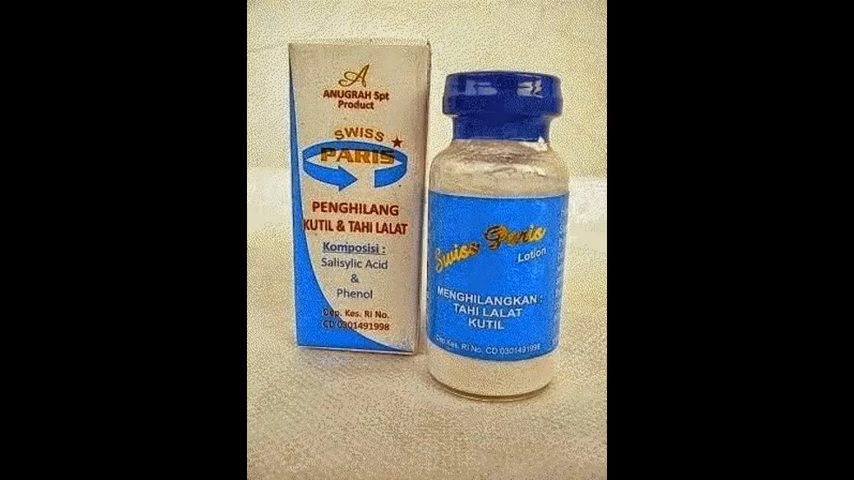 A
ANUGRAH Spt
Product
SWISS
PARIS
PENGHILANG
KUTIL & TAHI LALAT
Komposisi :
Salisylic Acid
&
Phenol
Dep. Kes. RI No.
CD 0301491998
Swiss Paris
Lotion
MENGHILANGKAN :
TAHI LALAT
KUTIL
Dep.Kes. RI No. CD 0301491998